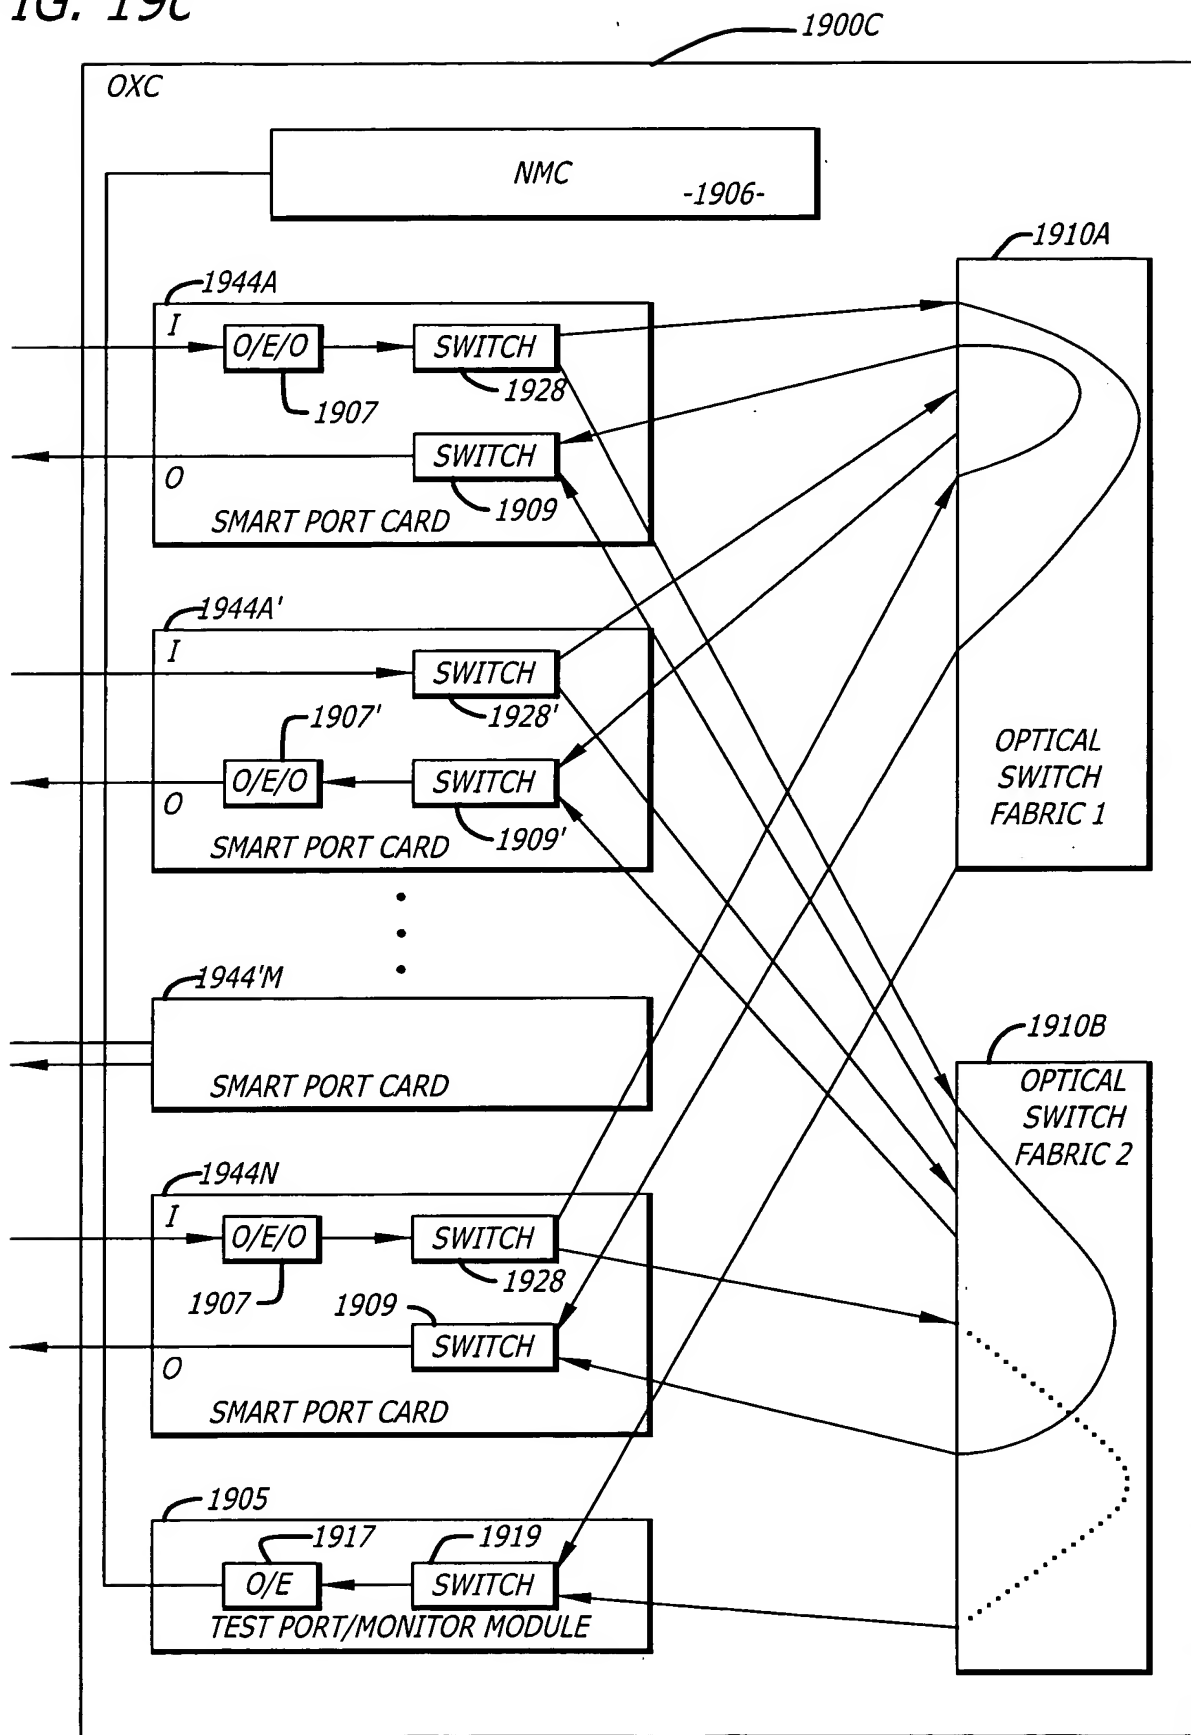 IG. 19C
1900C
OXC
NMC
-1906-
1910A
1944A
I
O/E/O
SWITCH
1928
1907
SWITCH
O
1909
SMART PORT CARD
1944A'
I
SWITCH
1907'
1928'
OPTICAL
SWITCH
FABRIC 1
O/E/O
SWITCH
O
1909'
SMART PORT CARD
1944'M
SMART PORT CARD
1910B
OPTICAL
SWITCH
FABRIC 2
1944N
I
O/E/O
SWITCH
1928
1907
1909
SWITCH
O
SMART PORT CARD
1905
1917
1919
O/E
SWITCH
TEST PORT/MONITOR MODULE